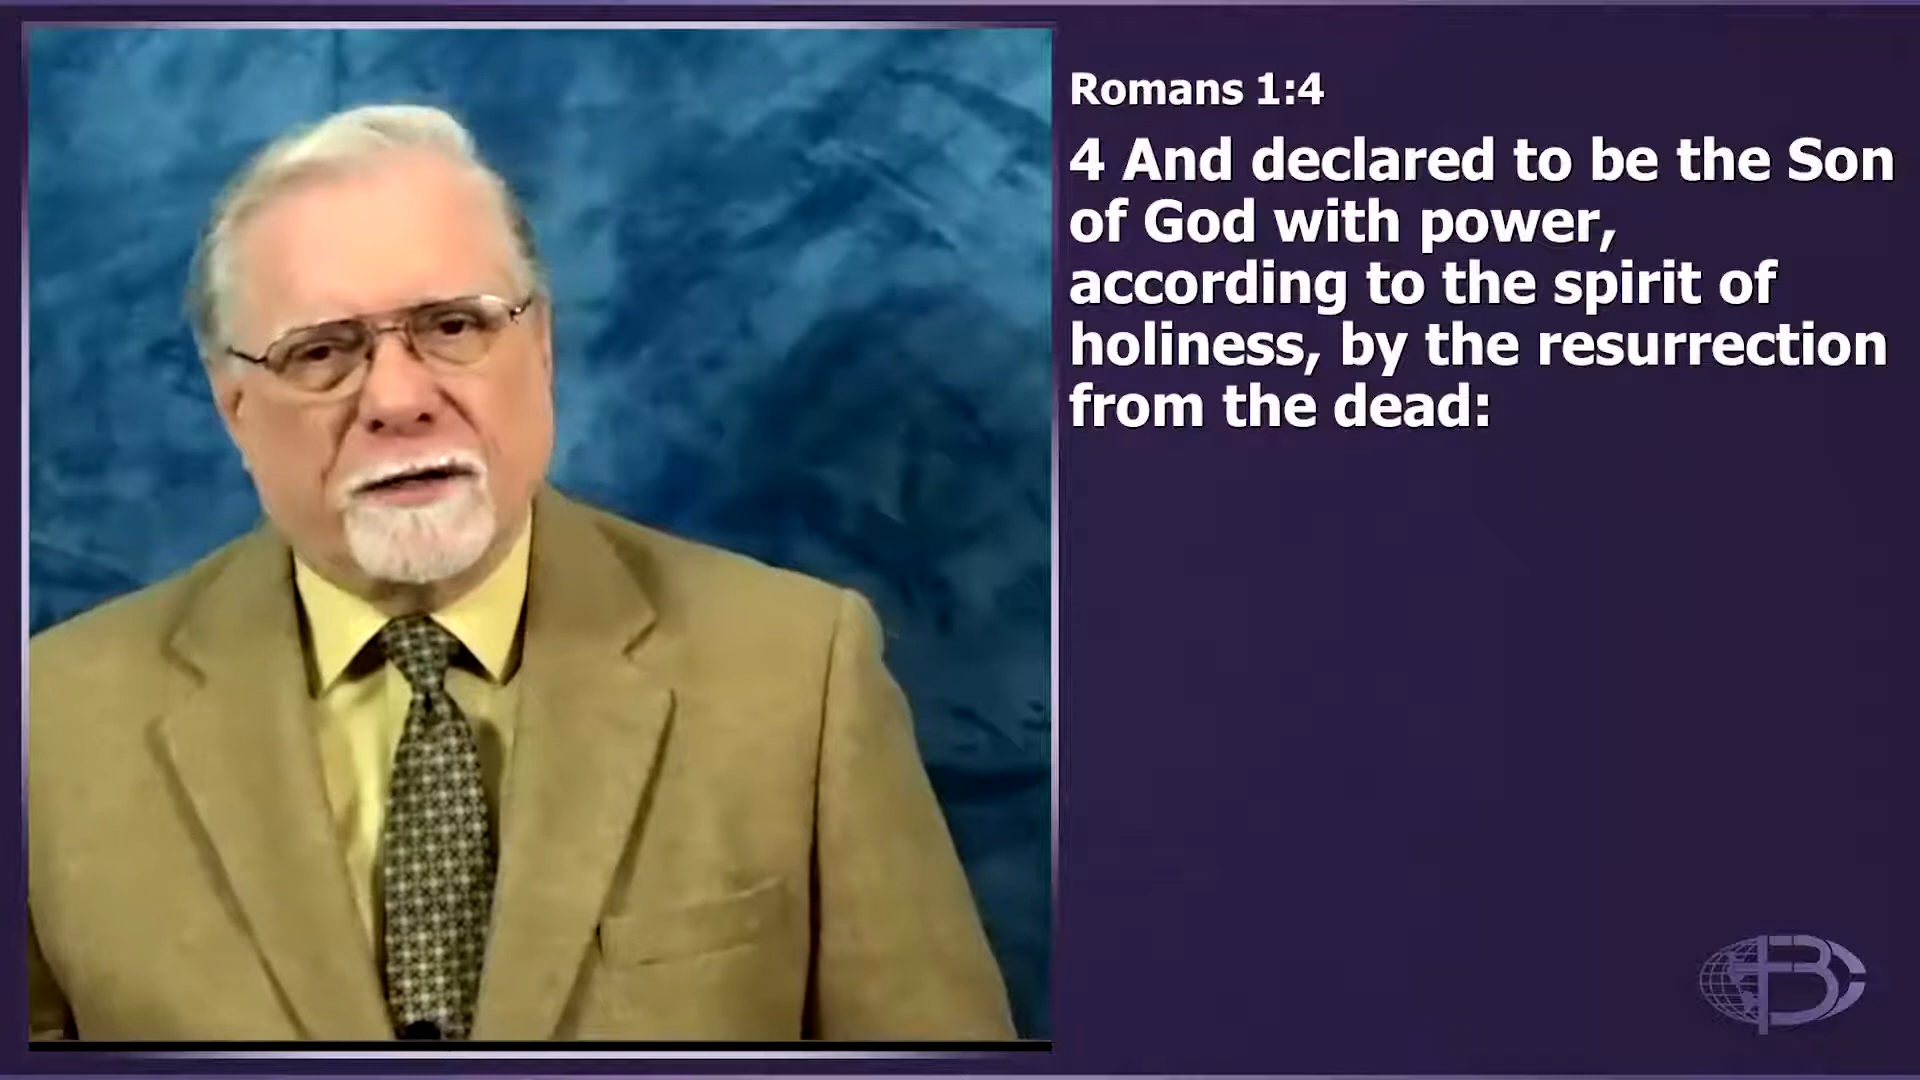 Romans 1:4
4 And declared to be the Son
of God with power,
according to the spirit of
holiness, by the resurrection
from the dead: